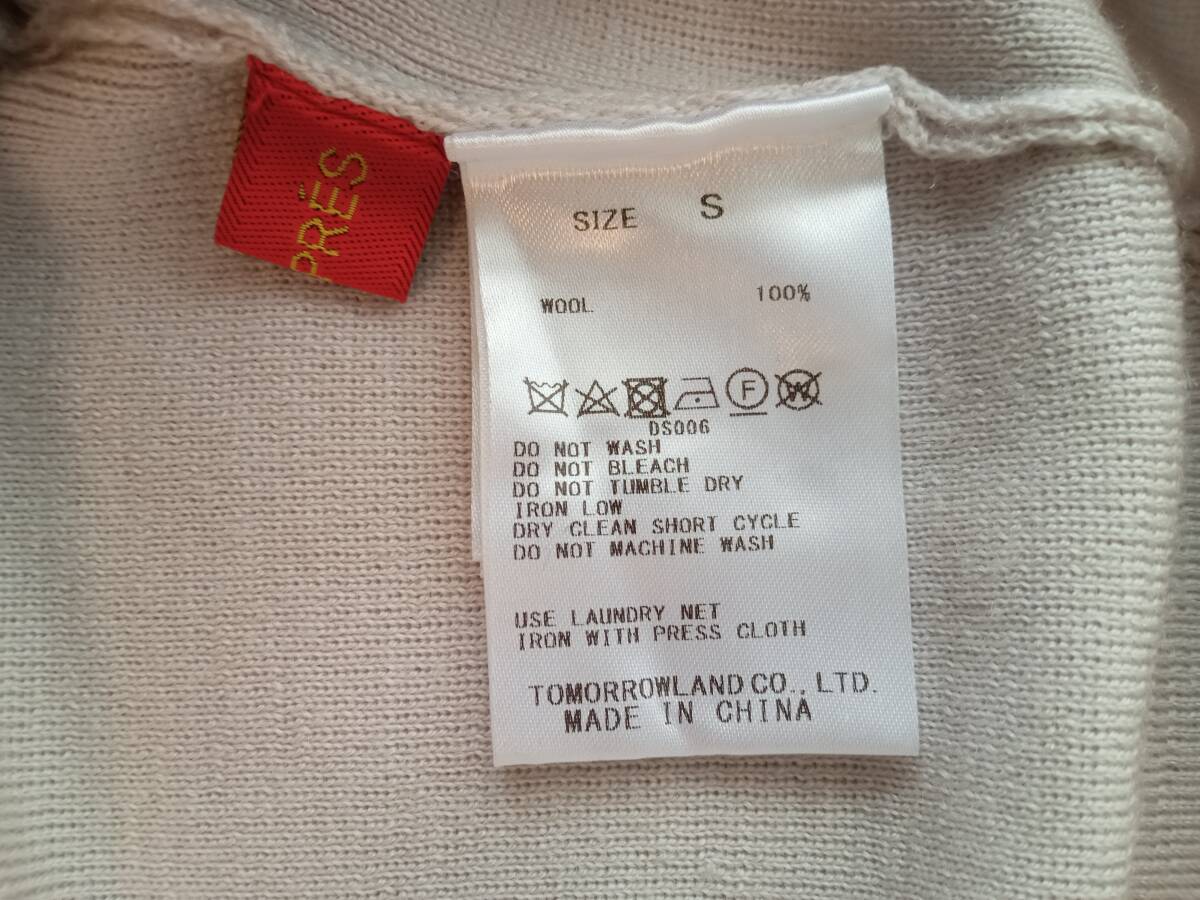 PRÉS
SIZE S
WOOL 100%
F W
DS006
DO NOT WASH
DO NOT BLEACH
DO NOT TUMBLE DRY
IRON LOW
DRY CLEAN SHORT CYCLE
DO NOT MACHINE WASH
USE LAUNDRY NET
IRON WITH PRESS CLOTH
TOMORROWLAND CO., LTD.
MADE IN CHINA